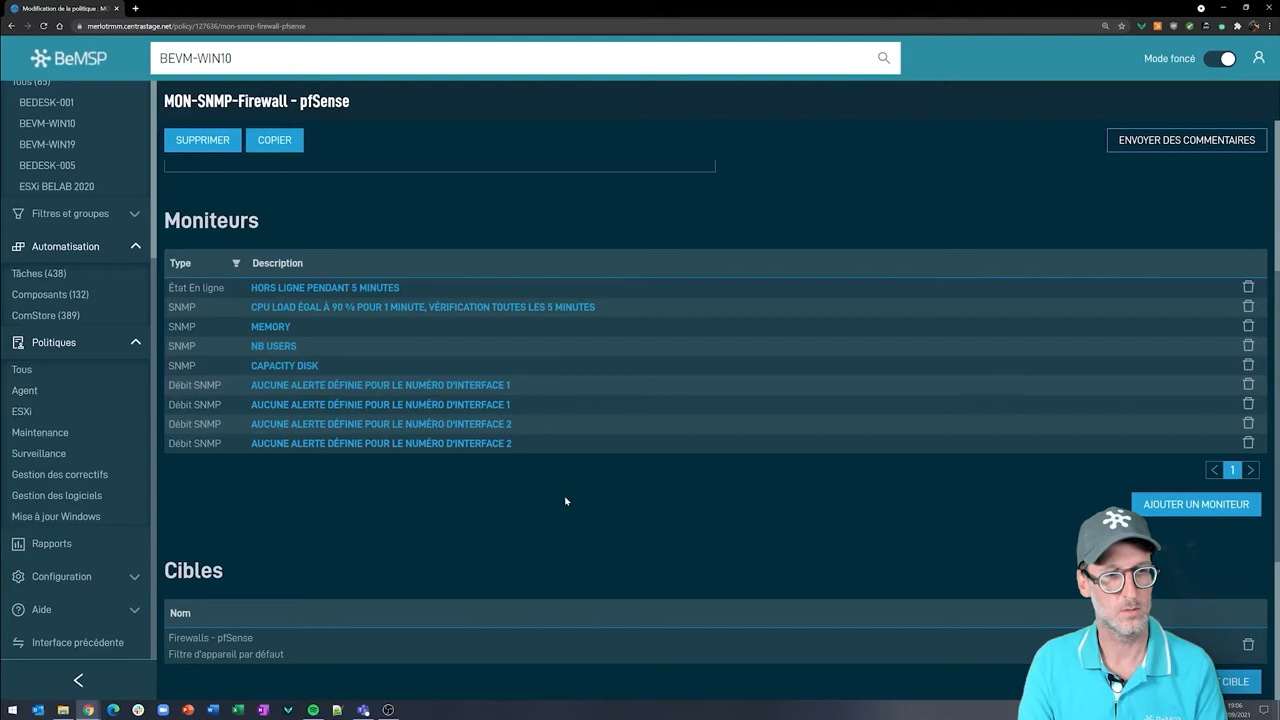 Modification de la politique : M
merlotrmm.centrastage.net/policy/127636/mon-snmp-firewall-pfsense
BeMSP
BEVM-WIN10
Mode foncé
Tous (65)
BEDESK-001
BEVM-WIN10
BEVM-WIN19
BEDESK-005
ESXi BELAB 2020
Filtres et groupes
Automatisation
Tâches (438)
Composants (132)
ComStore (389)
Politiques
Tous
Agent
ESXi
Maintenance
Surveillance
Gestion des correctifs
Gestion des logiciels
Mise à jour Windows
Rapports
Configuration
Aide
Interface précédente
MON-SNMP-Firewall - pfSense
SUPPRIMER
COPIER
ENVOYER DES COMMENTAIRES
Moniteurs
Type Description
État En ligne HORS LIGNE PENDANT 5 MINUTES
SNMP CPU LOAD ÉGAL À 90 % POUR 1 MINUTE, VÉRIFICATION TOUTES LES 5 MINUTES
SNMP MEMORY
SNMP NB USERS
SNMP CAPACITY DISK
Débit SNMP AUCUNE ALERTE DÉFINIE POUR LE NUMÉRO D'INTERFACE 1
Débit SNMP AUCUNE ALERTE DÉFINIE POUR LE NUMÉRO D'INTERFACE 1
Débit SNMP AUCUNE ALERTE DÉFINIE POUR LE NUMÉRO D'INTERFACE 2
Débit SNMP AUCUNE ALERTE DÉFINIE POUR LE NUMÉRO D'INTERFACE 2
1
AJOUTER UN MONITEUR
Cibles
Nom
Firewalls - pfSense
Filtre d'appareil par défaut
CIBLE
19:06
/09/2021